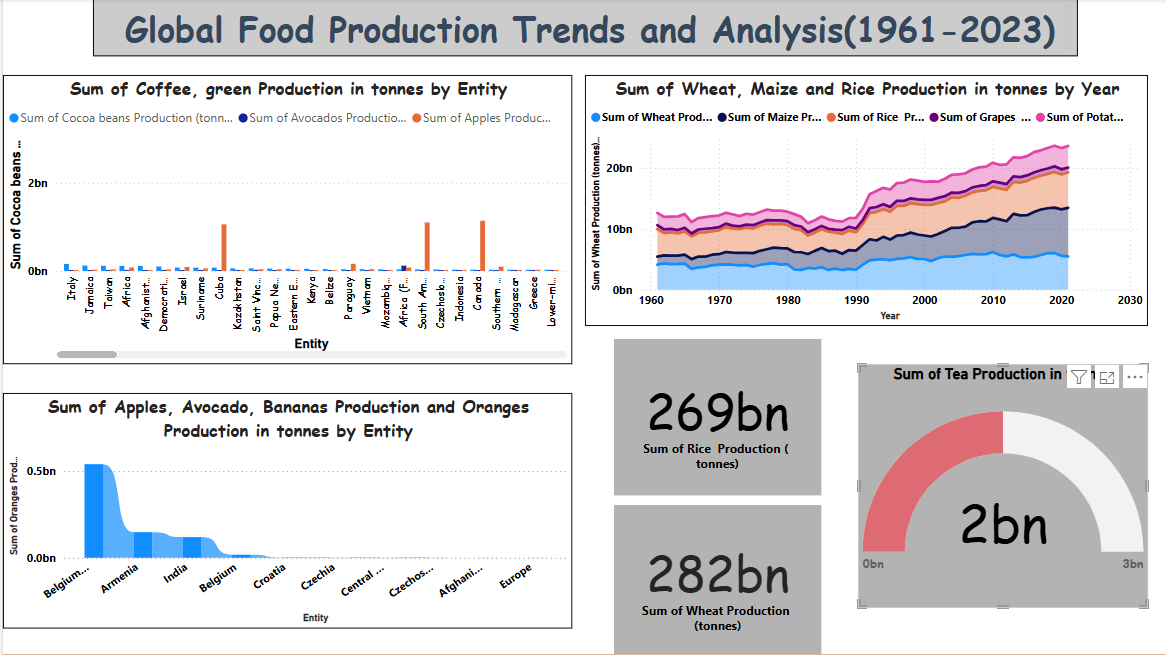 Global Food Production Trends and Analysis(1961-2023)
Sum of Coffee, green Production in tonnes by Entity
Sum of Cocoa beans Production (tonn... Sum of Avocados Productio... Sum of Apples Produc...
Sum of Cocoa beans ...
2bn
0bn
Italy
Jamaica
Taiwan
Africa
Afghanist...
Democrati...
Israel
Suriname
Cuba
Kazakhstan
Saint Vinc...
Papua Ne...
Eastern E...
Kenya
Belize
Paraguay
Vietnam
Mozambiq...
Africa (F...
South Am...
Czechoslo...
Indonesia
Canada
Southern ...
Madagascar
Greece
Lower-mi...
Entity
Sum of Wheat, Maize and Rice Production in tonnes by Year
Sum of Wheat Prod... Sum of Maize Pr... Sum of Rice Pr... Sum of Grapes ... Sum of Potat...
Sum of Wheat Production (tonnes)...
20bn
10bn
0bn
1960 1970 1980 1990 2000 2010 2020 2030
Year
Sum of Apples, Avocado, Bananas Production and Oranges
Production in tonnes by Entity
Sum of Oranges Prod...
0.5bn
0.0bn
Belgium...
Armenia
India
Belgium
Croatia
Czechia
Central ...
Czechos...
Afghani...
Europe
Entity
269bn
Sum of Rice Production (
tonnes)
282bn
Sum of Wheat Production
(tonnes)
Sum of Tea Production in
2bn
0bn 3bn